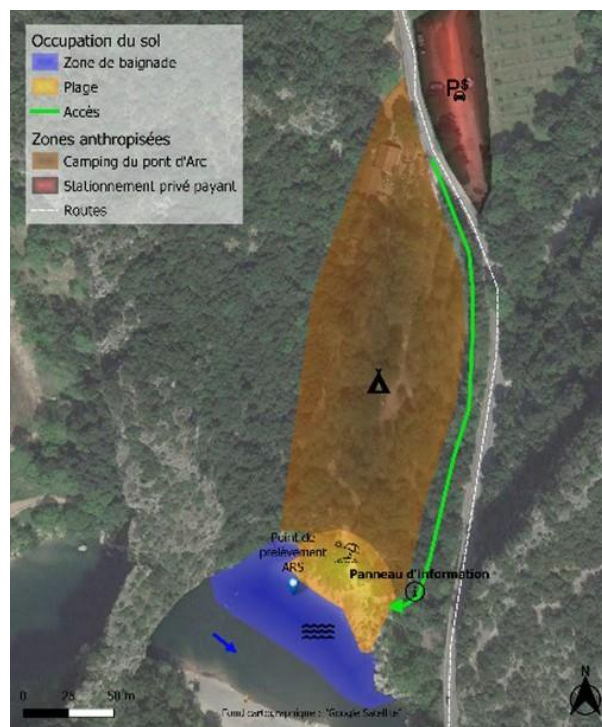 Occupation du sol
Zone de baignade
Plage
Accès
Zones anthropisées
Camping du pont d'Arc
Stationnement privé payant
Routes
P$
Point de
prélèvement
ARS
Panneau d'information
i
N
0 25 50 m
Fond cartographique : "Google Satellite"